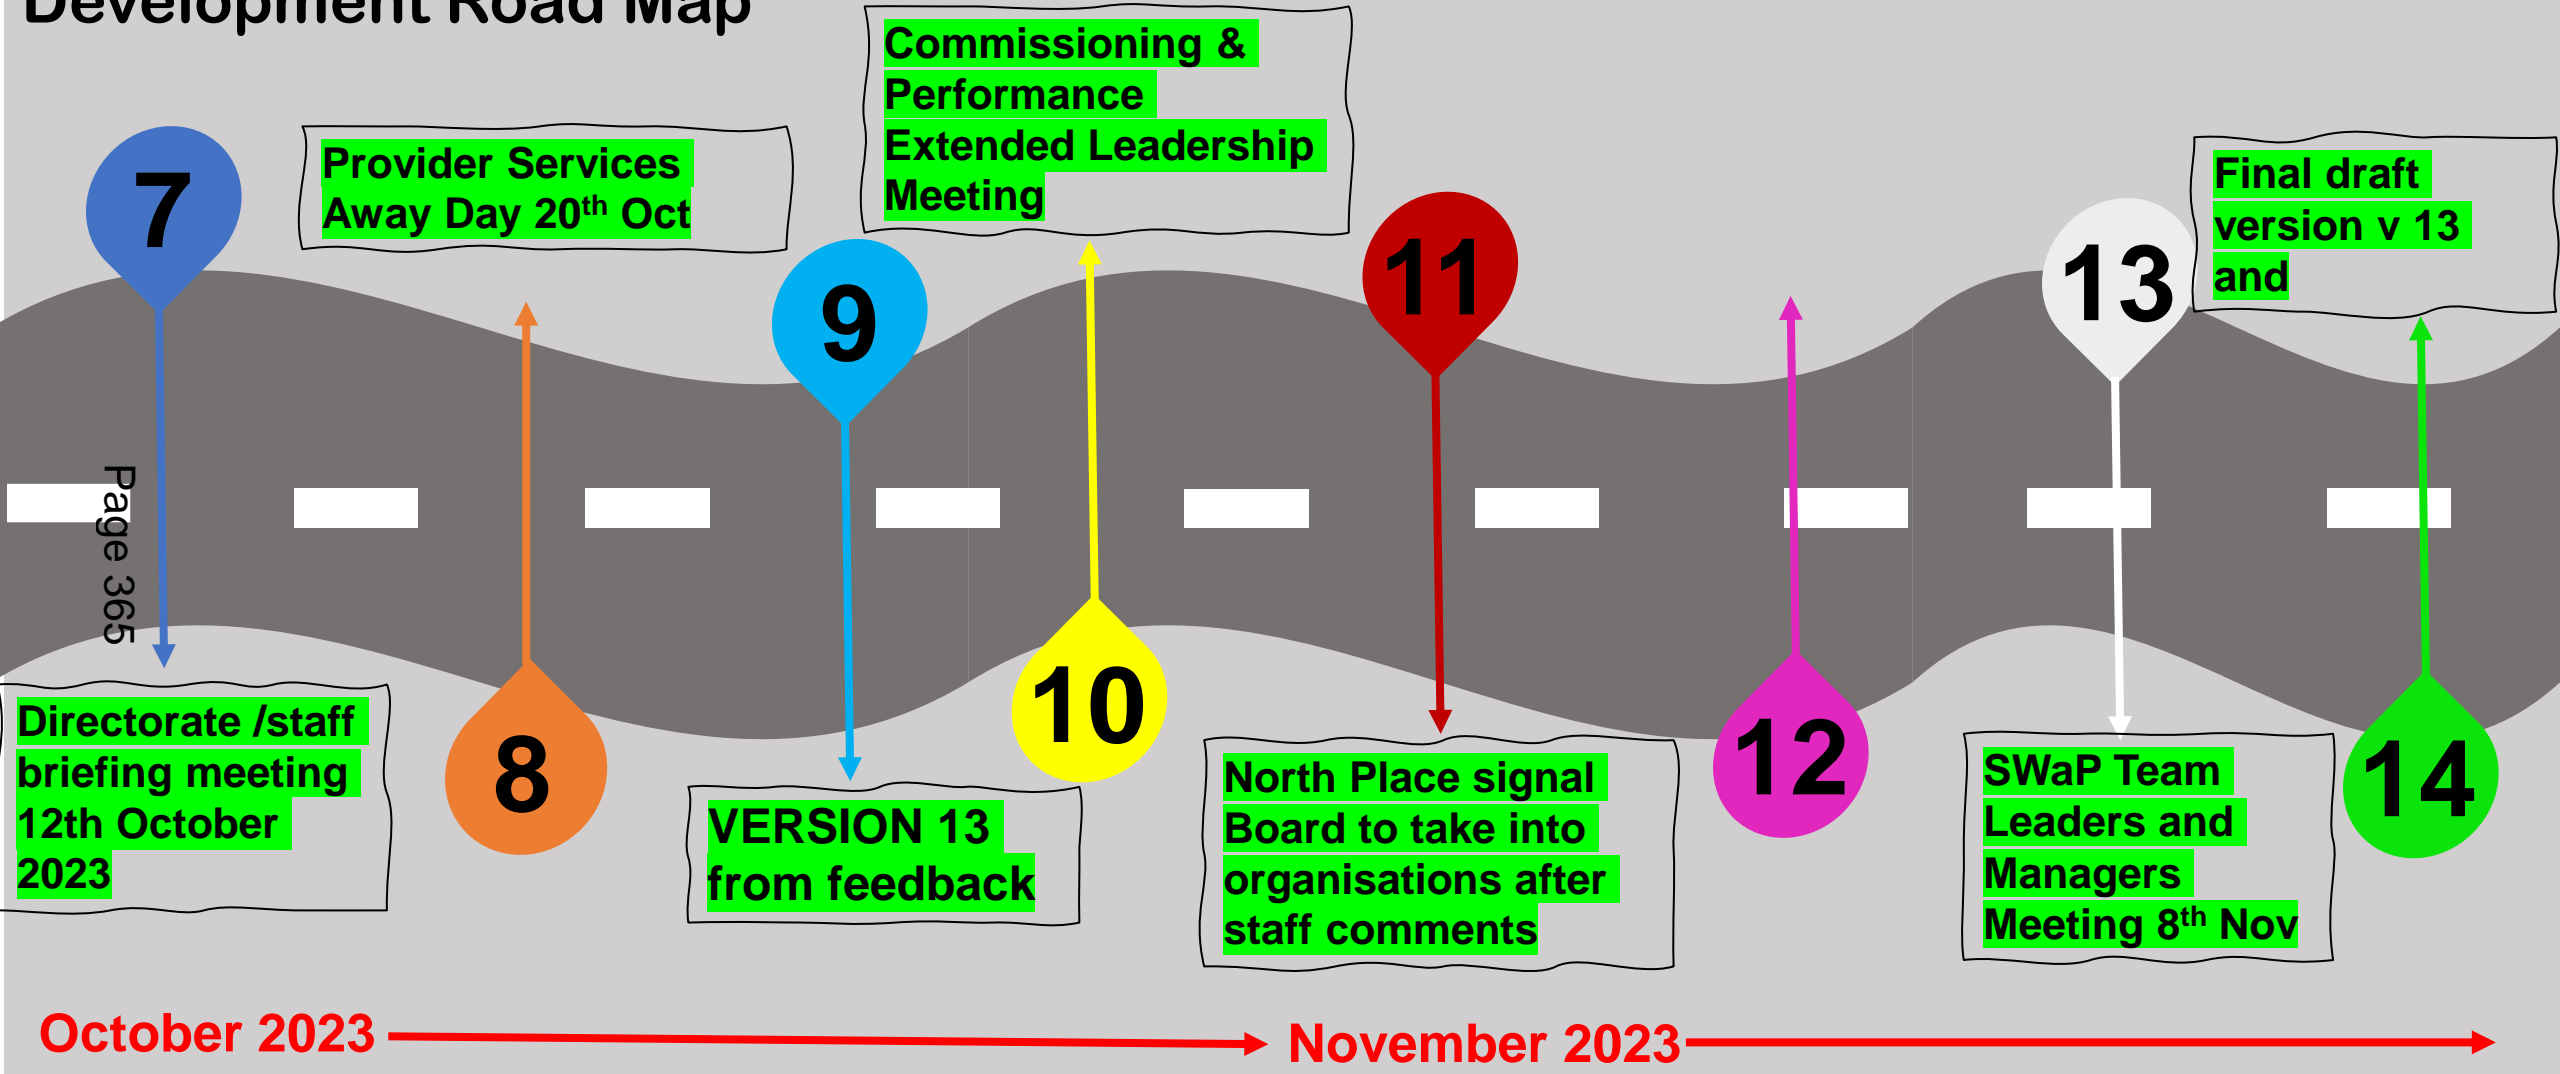 Development Road Map
7
Provider Services
Away Day 20th Oct
9
Commissioning &
Performance
Extended Leadership
Meeting
11
13
Final draft
version v 13
and
Page 365
Directorate /staff
briefing meeting
12th October
2023
8
VERSION 13
from feedback
10
North Place signal
Board to take into
organisations after
staff comments
12
SWaP Team
Leaders and
Managers
Meeting 8th Nov
14
October 2023
November 2023